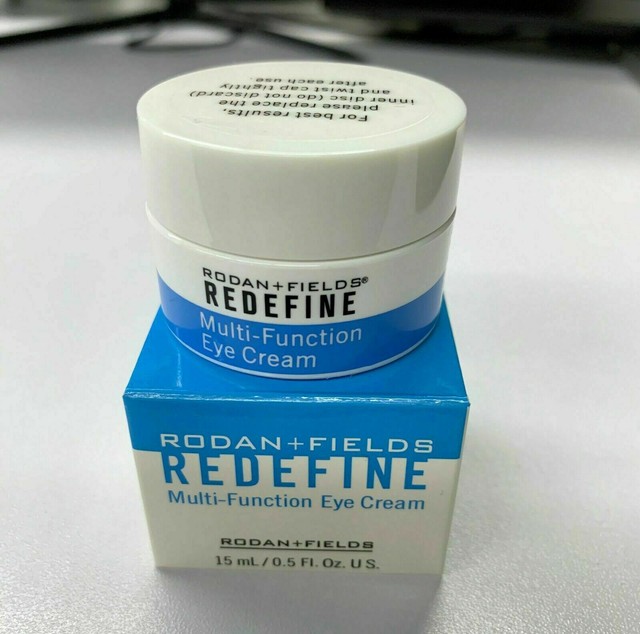 For best results,
please replace the
inner disc (do not discard)
and twist cap tightly
after each use.
RODAN+FIELDS®
REDEFINE
Multi-Function
Eye Cream
RODAN+FIELDS
REDEFINE
Multi-Function Eye Cream
RODAN+FIELDS
15 mL / 0.5 Fl. Oz. U S.